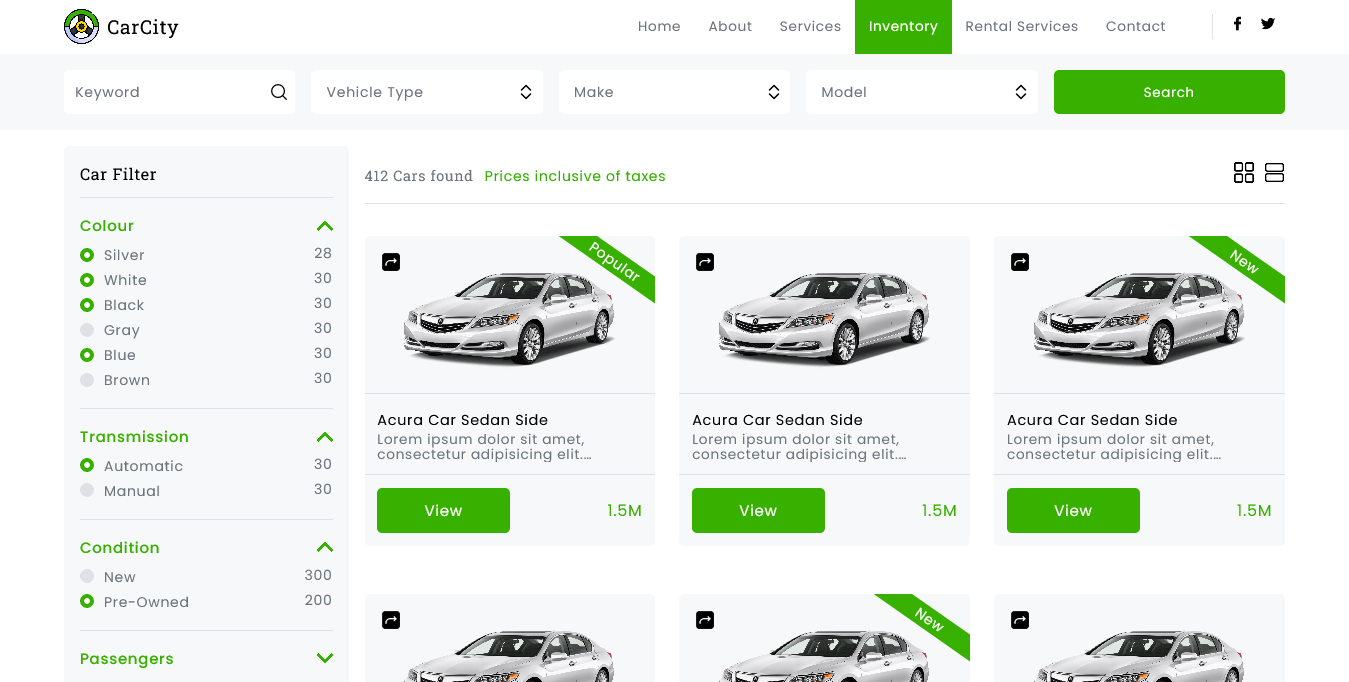 CarCity
Home About Services Inventory Rental Services Contact
Keyword Vehicle Type Make Model Search
Car Filter
Colour
Silver 28
White 30
Black 30
Gray 30
Blue 30
Brown 30
Transmission
Automatic 30
Manual 30
Condition
New 300
Pre-Owned 200
Passengers
412 Cars found Prices inclusive of taxes
Popular
Acura Car Sedan Side
Lorem ipsum dolor sit amet,
consectetur adipisicing elit....
View 1.5M
Acura Car Sedan Side
Lorem ipsum dolor sit amet,
consectetur adipisicing elit....
View 1.5M
New
Acura Car Sedan Side
Lorem ipsum dolor sit amet,
consectetur adipisicing elit....
View 1.5M
New